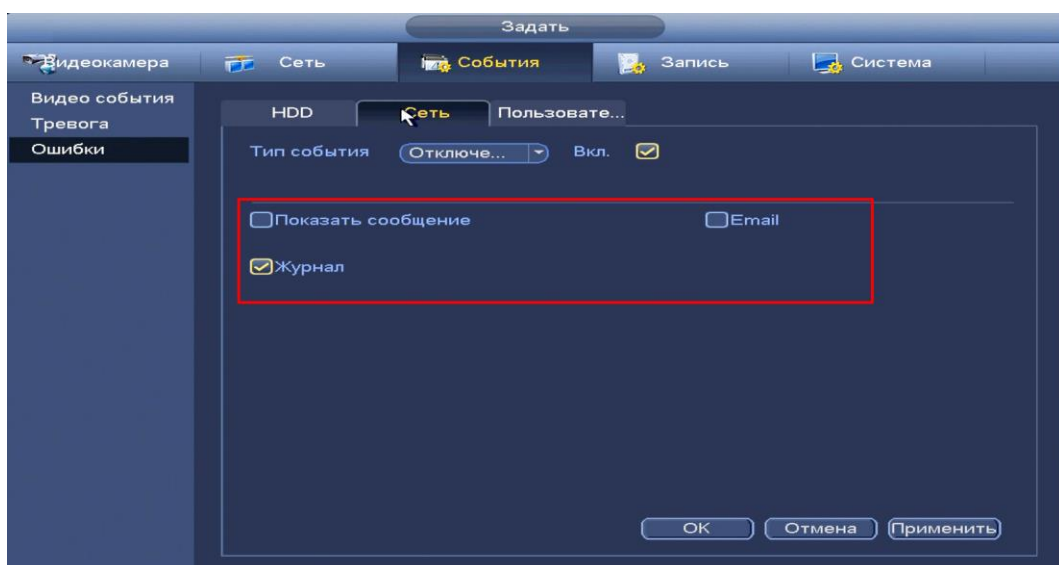 Задать
Видеокамера Сеть События Запись Система
Видео события
Тревога
Ошибки
HDD Сеть Пользовате...
Тип события Отключе... Вкл.
Показать сообщение Email
Журнал
OK Отмена Применить